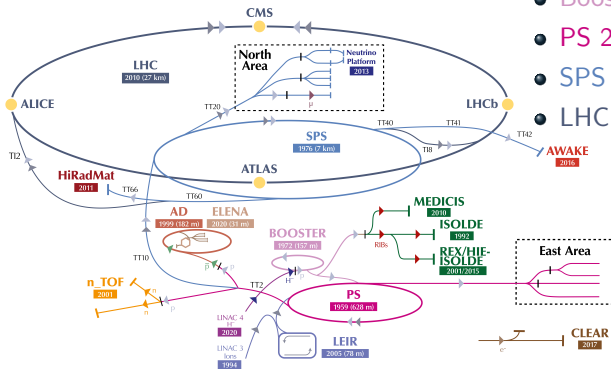 CMS
Boos
PS 2
SPS
LHC
North
Area
Neutrino
Platform
2013
μ
LHC
2010 (27 km)
ALICE
LHCb
TT20
TT40
TT41
TT42
TI8
TI2
SPS
1976 (7 km)
AWAKE
2016
ATLAS
HiRadMat
2011
TT66
TT60
AD
1999 (182 m)
ELENA
2020 (31 m)
MEDICIS
2010
BOOSTER
1972 (157 m)
RIBs
ISOLDE
1992
REX/HIE-
ISOLDE
2001/2015
East Area
TT10
p
p
n_TOF
2001
n
n
p
TT2
H-
p
PS
1959 (628 m)
LINAC 4
H-
2020
LINAC 3
Ions
1994
LEIR
2005 (78 m)
e-
CLEAR
2017